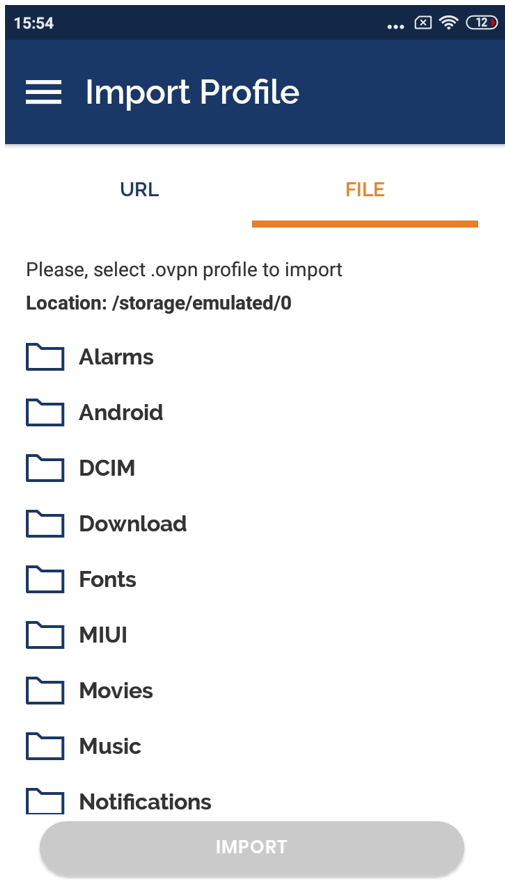 15:54
12
Import Profile
URL
FILE
Please, select .ovpn profile to import
Location: /storage/emulated/0
Alarms
Android
DCIM
Download
Fonts
MIUI
Movies
Music
Notifications
IMPORT